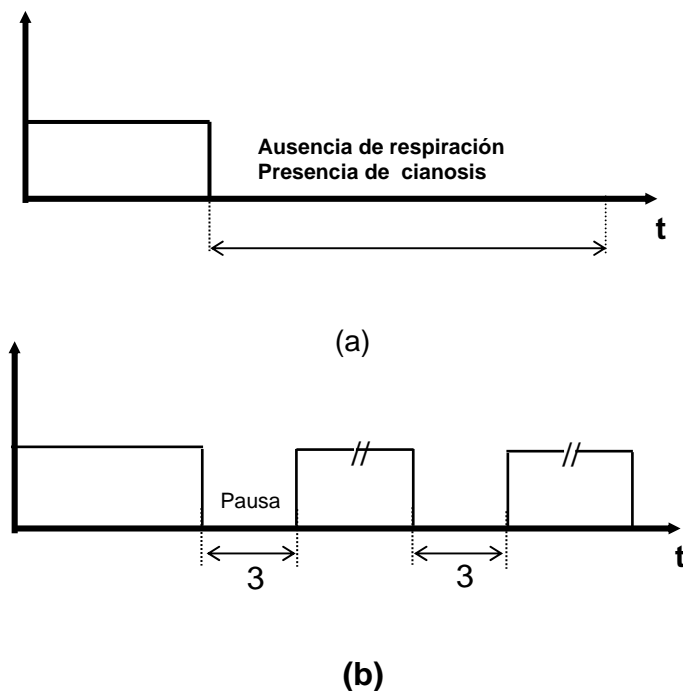 Ausencia de respiración
Presencia de cianosis
t
(a)
Pausa
t
3
3
(b)